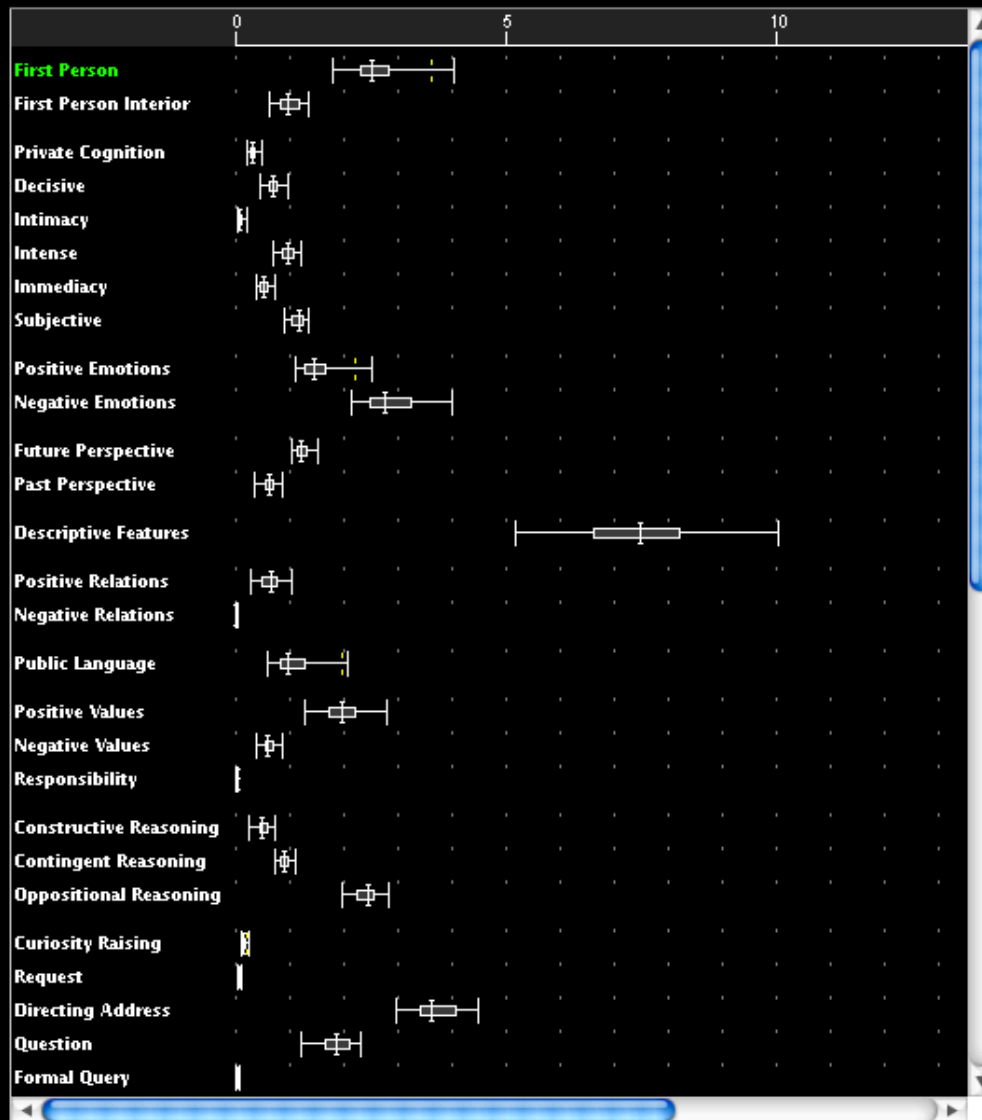 0 5 10
First Person
First Person Interior
Private Cognition
Decisive
Intimacy
Intense
Immediacy
Subjective
Positive Emotions
Negative Emotions
Future Perspective
Past Perspective
Descriptive Features
Positive Relations
Negative Relations
Public Language
Positive Values
Negative Values
Responsibility
Constructive Reasoning
Contingent Reasoning
Oppositional Reasoning
Curiosity Raising
Request
Directing Address
Question
Formal Query